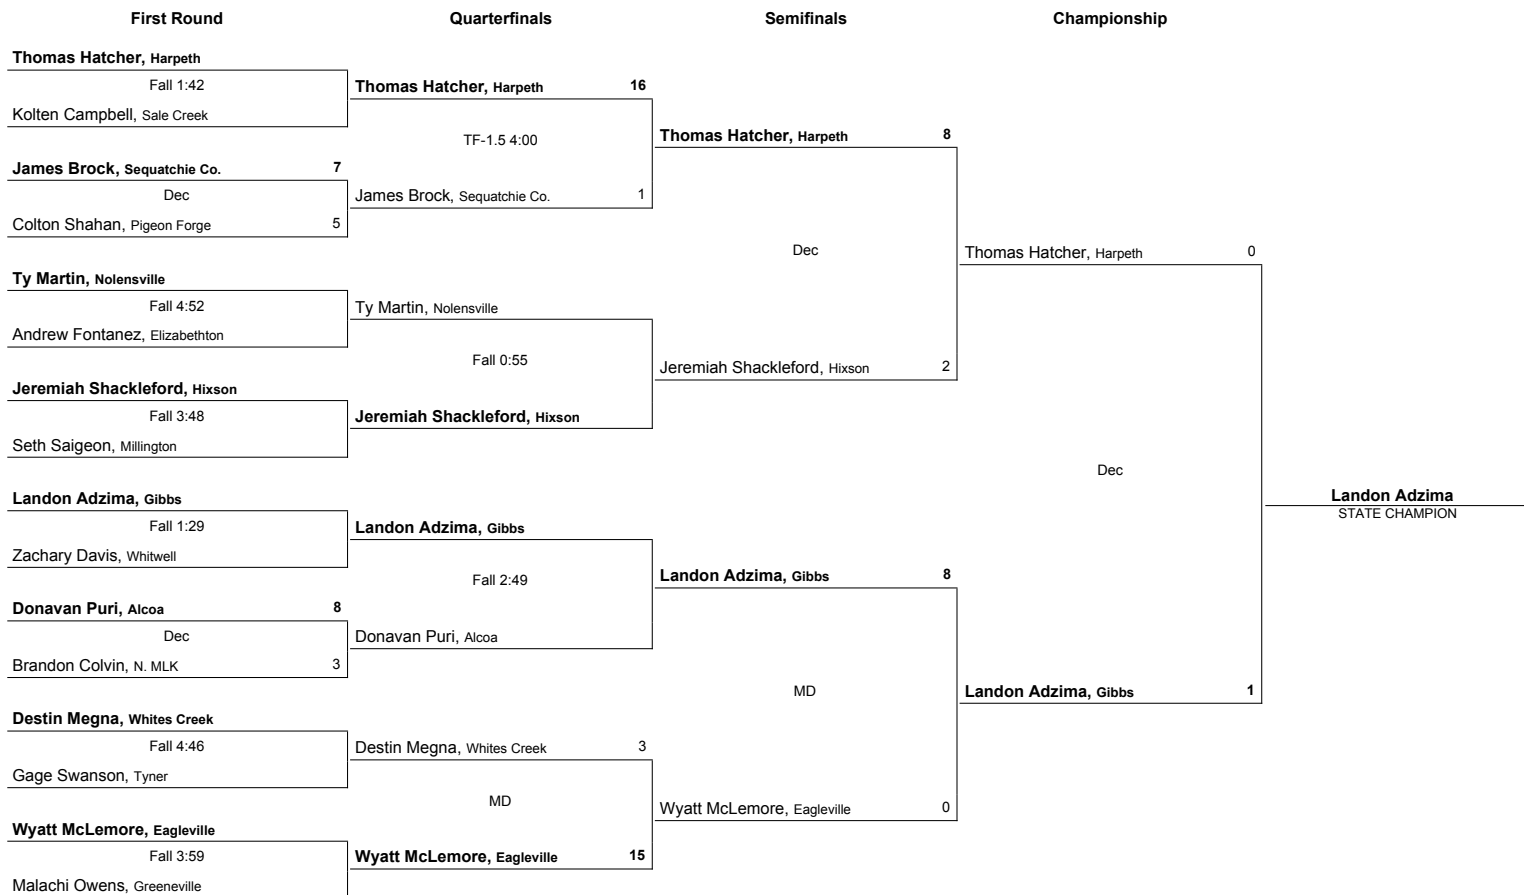 First Round
Quarterfinals
Semifinals
Championship
Thomas Hatcher, Harpeth
Fall 1:42
Kolten Campbell, Sale Creek
James Brock, Sequatchie Co. 7
Dec
Colton Shahan, Pigeon Forge 5
Ty Martin, Nolensville
Fall 4:52
Andrew Fontanez, Elizabethton
Jeremiah Shackleford, Hixson
Fall 3:48
Seth Saigeon, Millington
Landon Adzima, Gibbs
Fall 1:29
Zachary Davis, Whitwell
Donavan Puri, Alcoa 8
Dec
Brandon Colvin, N. MLK 3
Destin Megna, Whites Creek
Fall 4:46
Gage Swanson, Tyner
Wyatt McLemore, Eagleville
Fall 3:59
Malachi Owens, Greeneville
Thomas Hatcher, Harpeth 16
TF-1.5 4:00
James Brock, Sequatchie Co. 1
Ty Martin, Nolensville
Fall 0:55
Jeremiah Shackleford, Hixson
Landon Adzima, Gibbs
Fall 2:49
Donavan Puri, Alcoa
Destin Megna, Whites Creek 3
MD
Wyatt McLemore, Eagleville 15
Thomas Hatcher, Harpeth 8
Dec
Jeremiah Shackleford, Hixson 2
Landon Adzima, Gibbs 8
MD
Wyatt McLemore, Eagleville 0
Thomas Hatcher, Harpeth 0
Dec
Landon Adzima, Gibbs 1
Landon Adzima
STATE CHAMPION